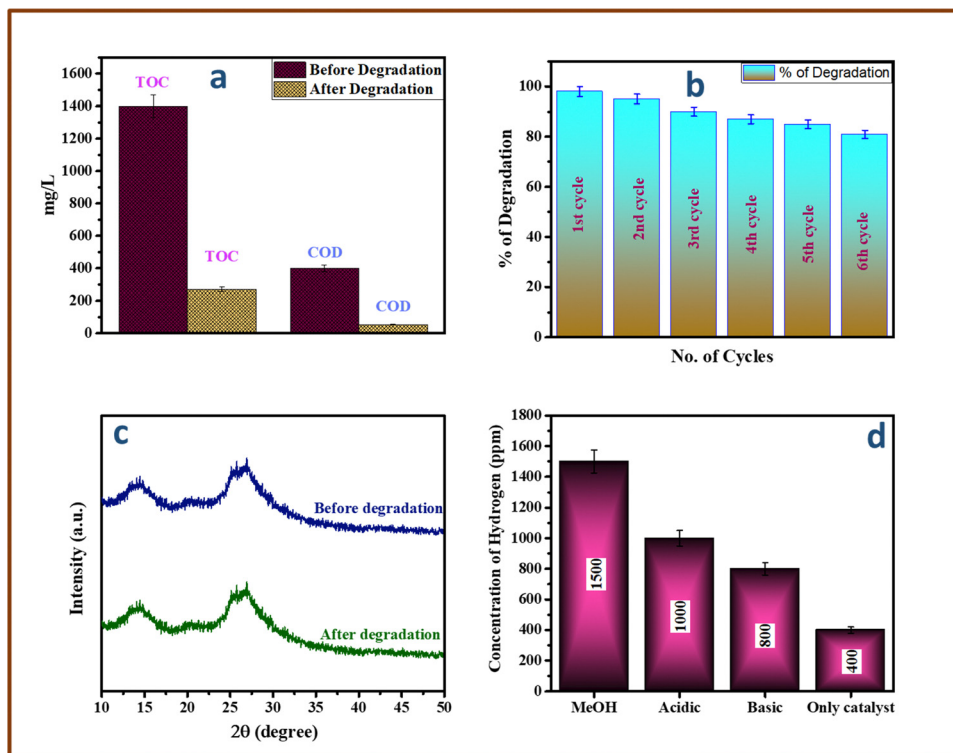 a
Before Degradation
After Degradation
TOC
TOC
COD
COD
mg/L
1600
1400
1200
1000
800
600
400
200
0
b
% of Degradation
% of Degradation
100
80
60
40
20
0
1st cycle
2nd cycle
3rd cycle
4th cycle
5th cycle
6th cycle
No. of Cycles
c
Intensity (a.u.)
Before degradation
After degradation
10 15 20 25 30 35 40 45 50
2θ (degree)
d
Concentration of Hydrogen (ppm)
1800
1600
1400
1200
1000
800
600
400
200
0
1500
1000
800
400
MeOH Acidic Basic Only catalyst